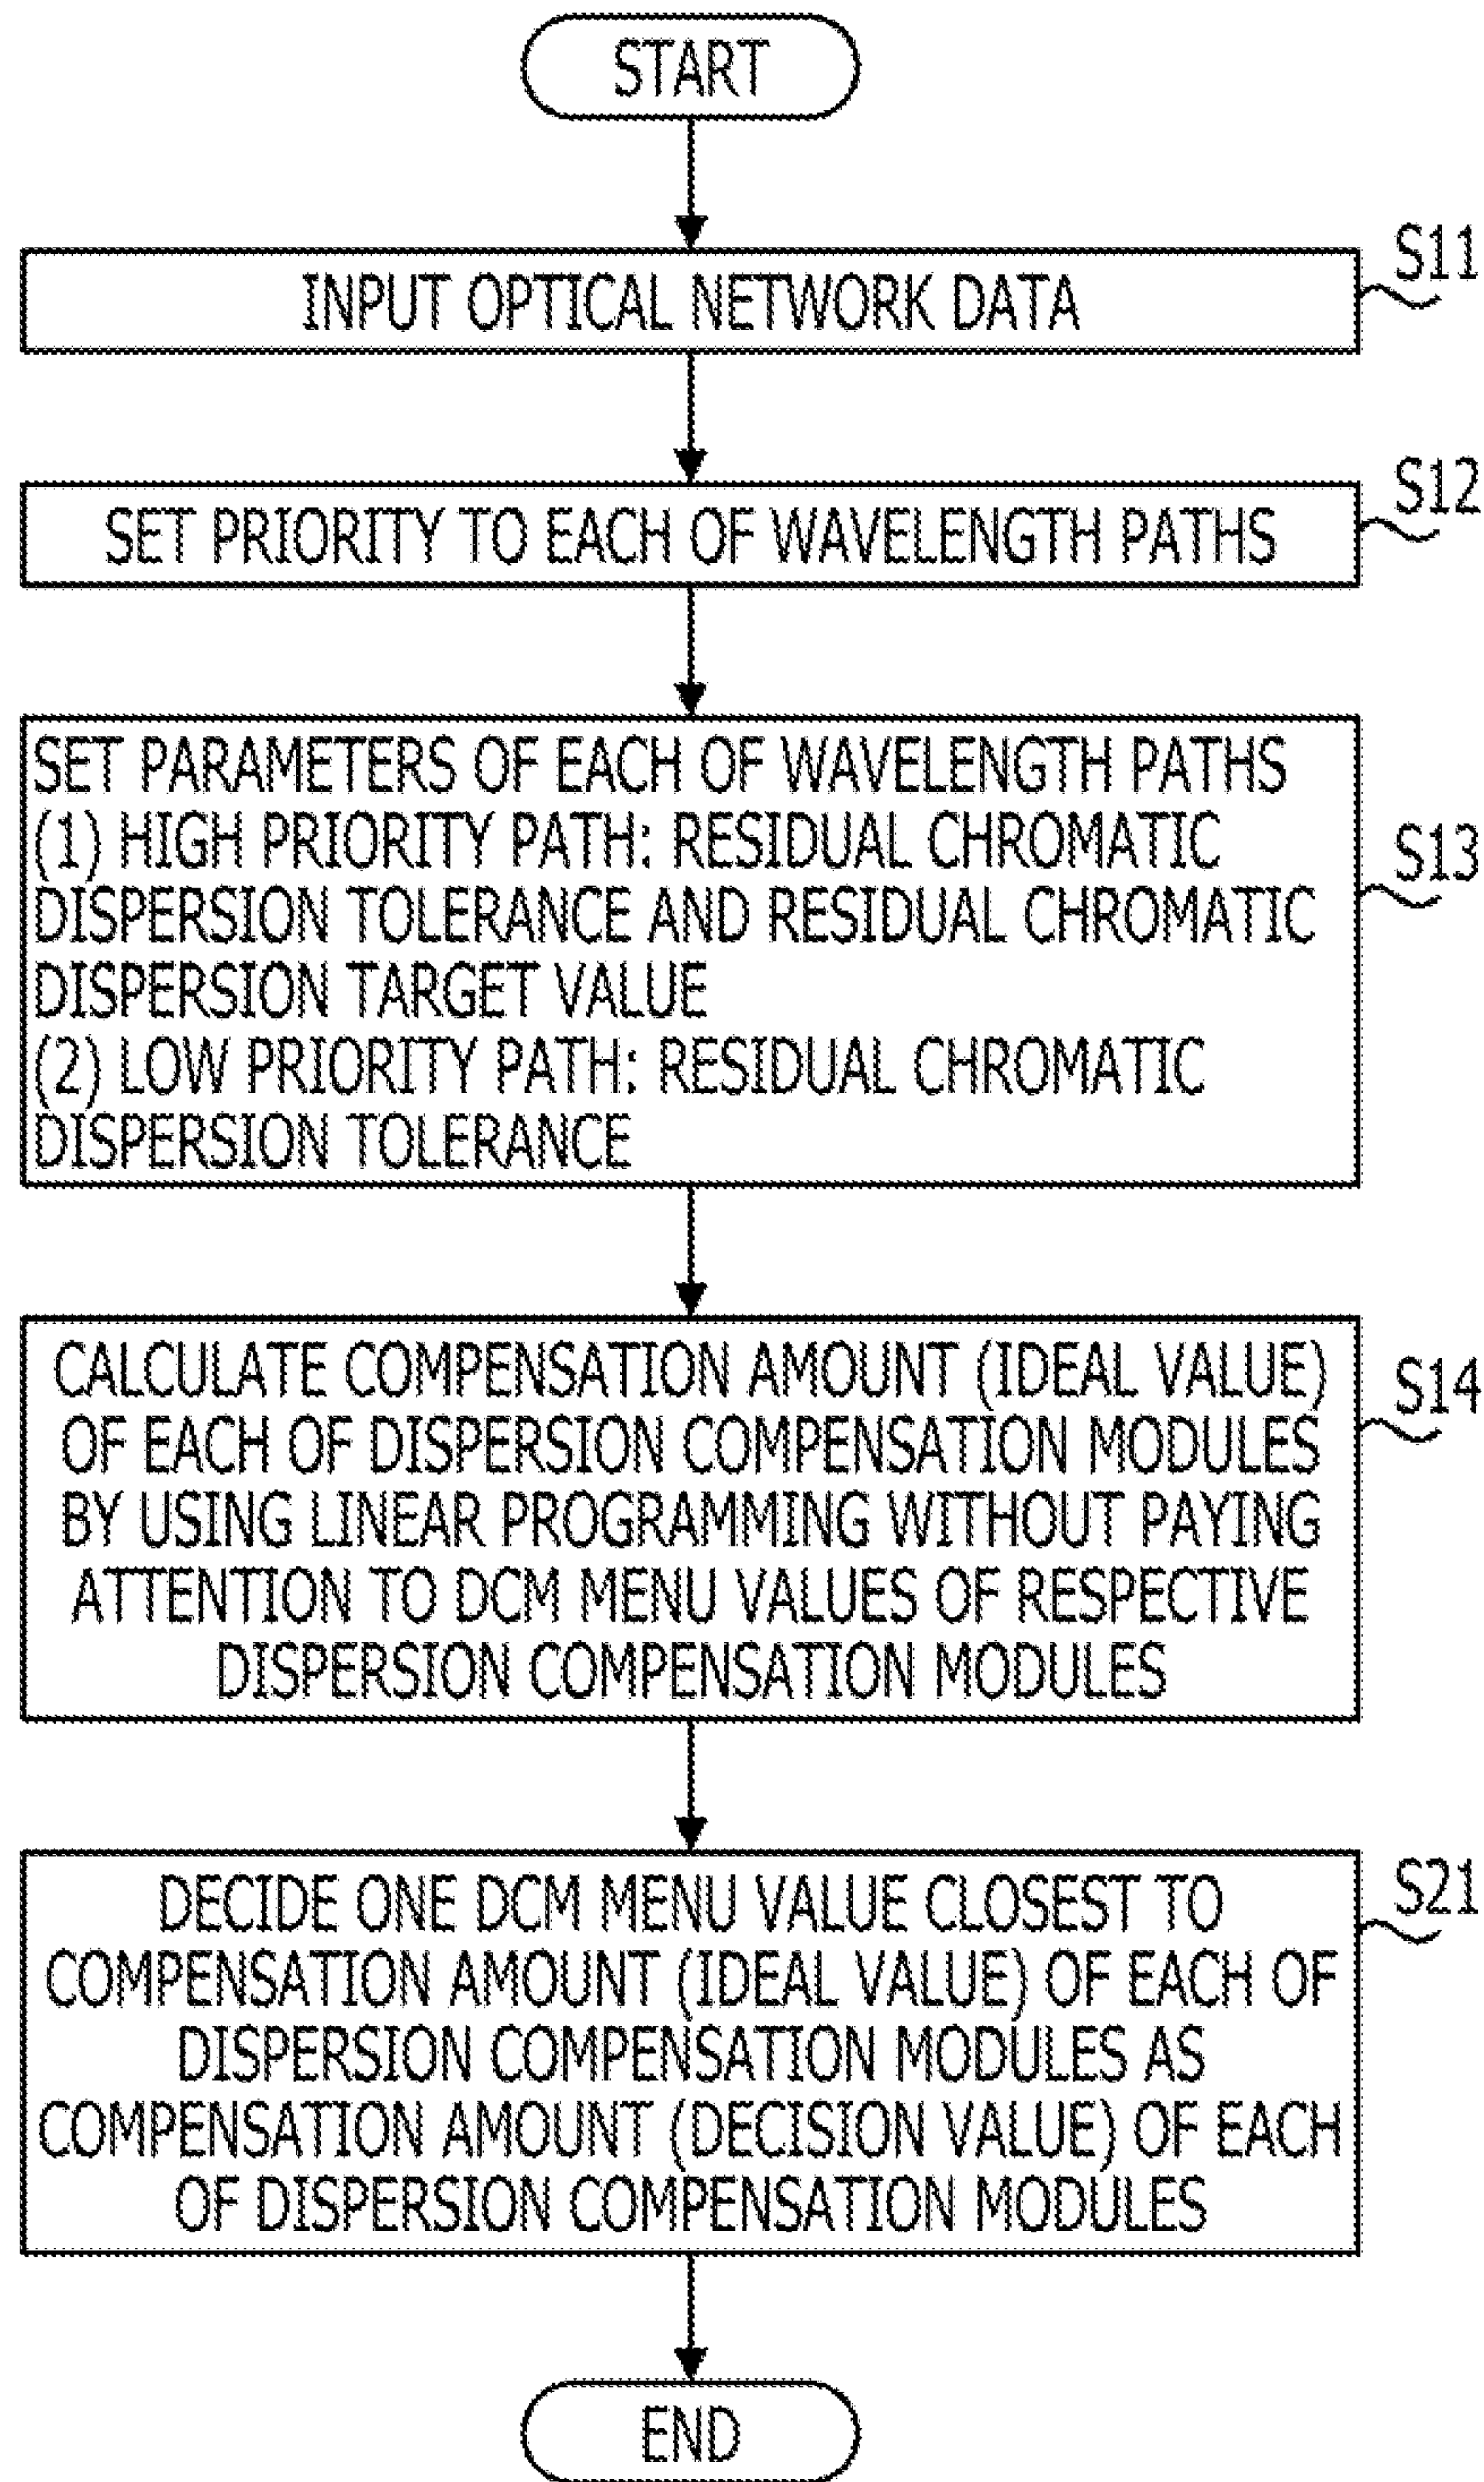 START
S11
INPUT OPTICAL NETWORK DATA
S12
SET PRIORITY TO EACH OF WAVELENGTH PATHS
SET PARAMETERS OF EACH OF WAVELENGTH PATHS
(1) HIGH PRIORITY PATH: RESIDUAL CHROMATIC
S13
DISPERSION TOLERANCE AND RESIDUAL CHROMATIC
DISPERSION TARGET VALUE
(2) LOW PRIORITY PATH: RESIDUAL CHROMATIC
DISPERSION TOLERANCE
CALCULATE COMPENSATION AMOUNT (IDEAL VALUE)
S14
OF EACH OF DISPERSION COMPENSATION MODULES
BY USING LINEAR PROGRAMMING WITHOUT PAYING
ATTENTION TO DCM MENU VALUES OF RESPECTIVE
DISPERSION COMPENSATION MODULES
S21
DECIDE ONE DCM MENU VALUE CLOSEST TO
COMPENSATION AMOUNT (IDEAL VALUE) OF EACH OF
DISPERSION COMPENSATION MODULES AS
COMPENSATION AMOUNT (DECISION VALUE) OF EACH
OF DISPERSION COMPENSATION MODULES
END